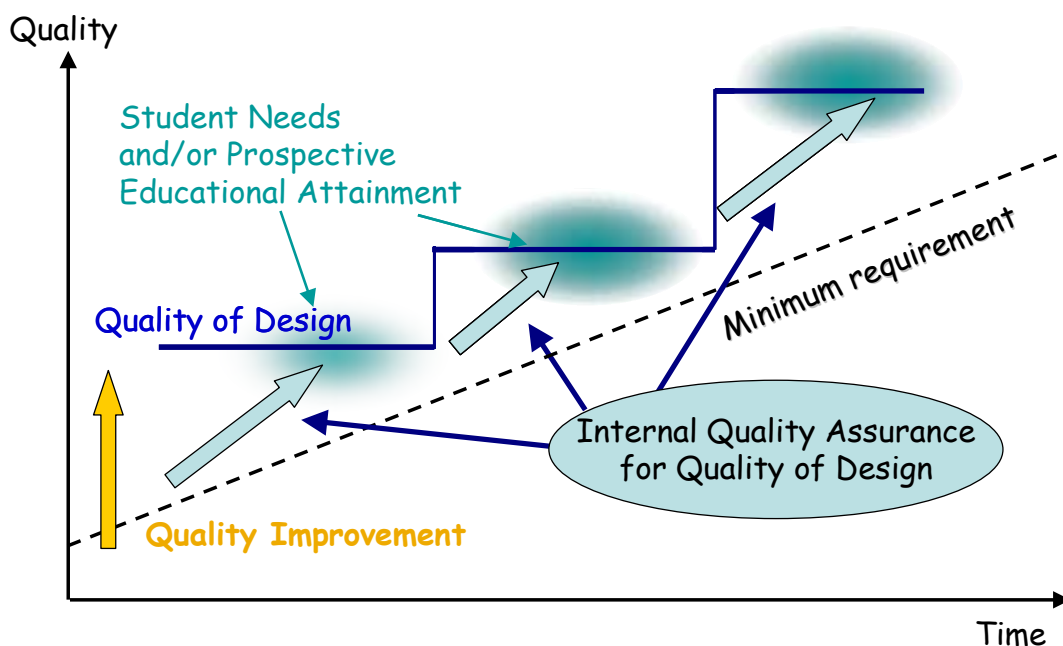 Quality
Student Needs
and/or Prospective
Educational Attainment
Quality of Design
Minimum requirement
Internal Quality Assurance
for Quality of Design
Quality Improvement
Time